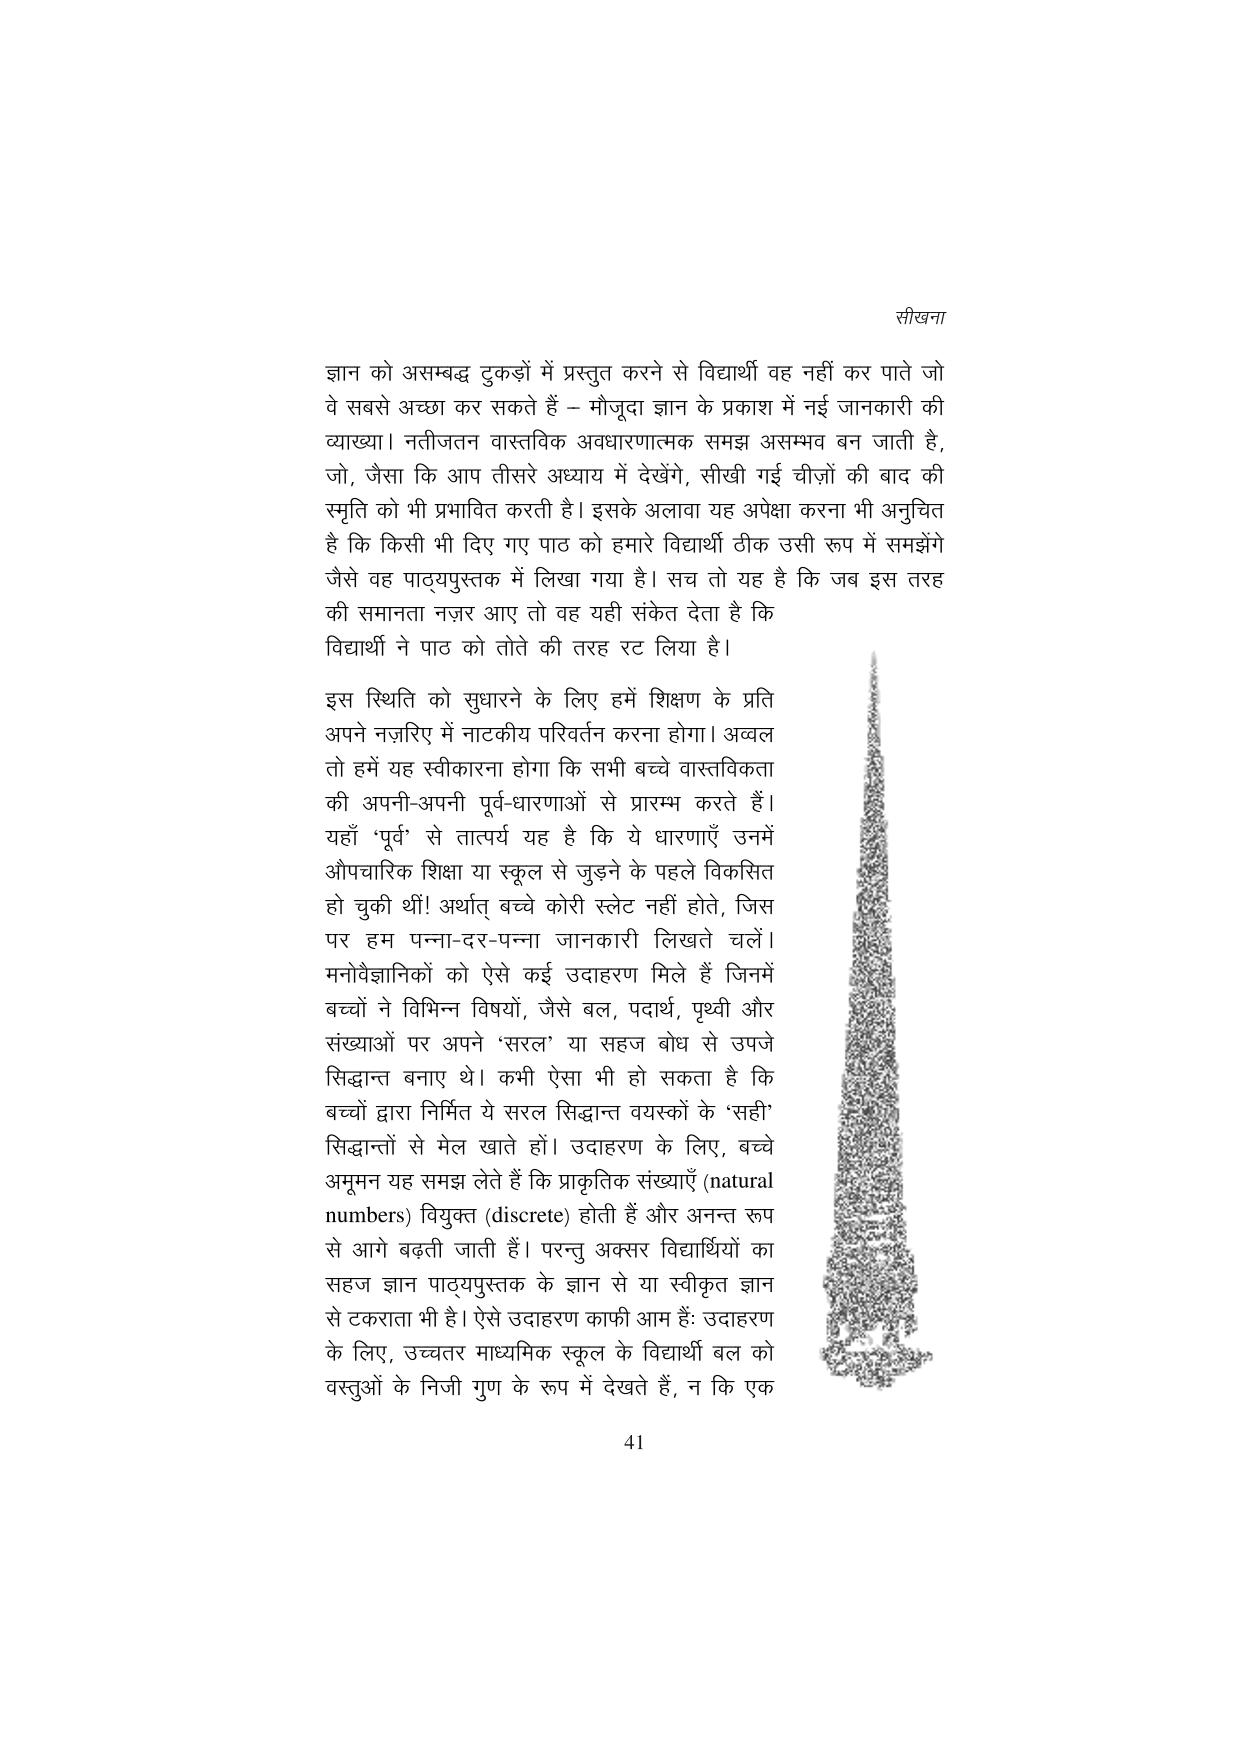 सीखना
ज्ञान को असम्बद्ध टुकड़ों में प्रस्तुत करने से विद्यार्थी वह नहीं कर पाते जो
वे सबसे अच्छा कर सकते हैं – मौजूदा ज्ञान के प्रकाश में नई जानकारी की
व्याख्या। नतीजतन वास्तविक अवधारणात्मक समझ असम्भव बन जाती है,
जो, जैसा कि आप तीसरे अध्याय में देखेंगे, सीखी गई चीज़ों की बाद की
स्मृति को भी प्रभावित करती है। इसके अलावा यह अपेक्षा करना भी अनुचित
है कि किसी भी दिए गए पाठ को हमारे विद्यार्थी ठीक उसी रूप में समझेंगे
जैसे वह पाठ्यपुस्तक में लिखा गया है। सच तो यह है कि जब इस तरह
की समानता नज़र आए तो वह यही संकेत देता है कि
विद्यार्थी ने पाठ को तोते की तरह रट लिया है।
इस स्थिति को सुधारने के लिए हमें शिक्षण के प्रति
अपने नज़रिए में नाटकीय परिवर्तन करना होगा। अव्वल
तो हमें यह स्वीकारना होगा कि सभी बच्चे वास्तविकता
की अपनी-अपनी पूर्व-धारणाओं से प्रारम्भ करते हैं।
यहाँ ‘पूर्व’ से तात्पर्य यह है कि ये धारणाएँ उनमें
औपचारिक शिक्षा या स्कूल से जुड़ने के पहले विकसित
हो चुकी थीं! अर्थात् बच्चे कोरी स्लेट नहीं होते, जिस
पर हम पन्ना-दर-पन्ना जानकारी लिखते चलें।
मनोवैज्ञानिकों को ऐसे कई उदाहरण मिले हैं जिनमें
बच्चों ने विभिन्न विषयों, जैसे बल, पदार्थ, पृथ्वी और
संख्याओं पर अपने ‘सरल’ या सहज बोध से उपजे
सिद्धान्त बनाए थे। कभी ऐसा भी हो सकता है कि
बच्चों द्वारा निर्मित ये सरल सिद्धान्त वयस्कों के ‘सही’
सिद्धान्तों से मेल खाते हों। उदाहरण के लिए, बच्चे
अमूमन यह समझ लेते हैं कि प्राकृतिक संख्याएँ (natural
numbers) वियुक्त (discrete) होती हैं और अनन्त रूप
से आगे बढ़ती जाती हैं। परन्तु अक्सर विद्यार्थियों का
सहज ज्ञान पाठ्यपुस्तक के ज्ञान से या स्वीकृत ज्ञान
से टकराता भी है। ऐसे उदाहरण काफी आम हैं: उदाहरण
के लिए, उच्चतर माध्यमिक स्कूल के विद्यार्थी बल को
वस्तुओं के निजी गुण के रूप में देखते हैं, न कि एक
41